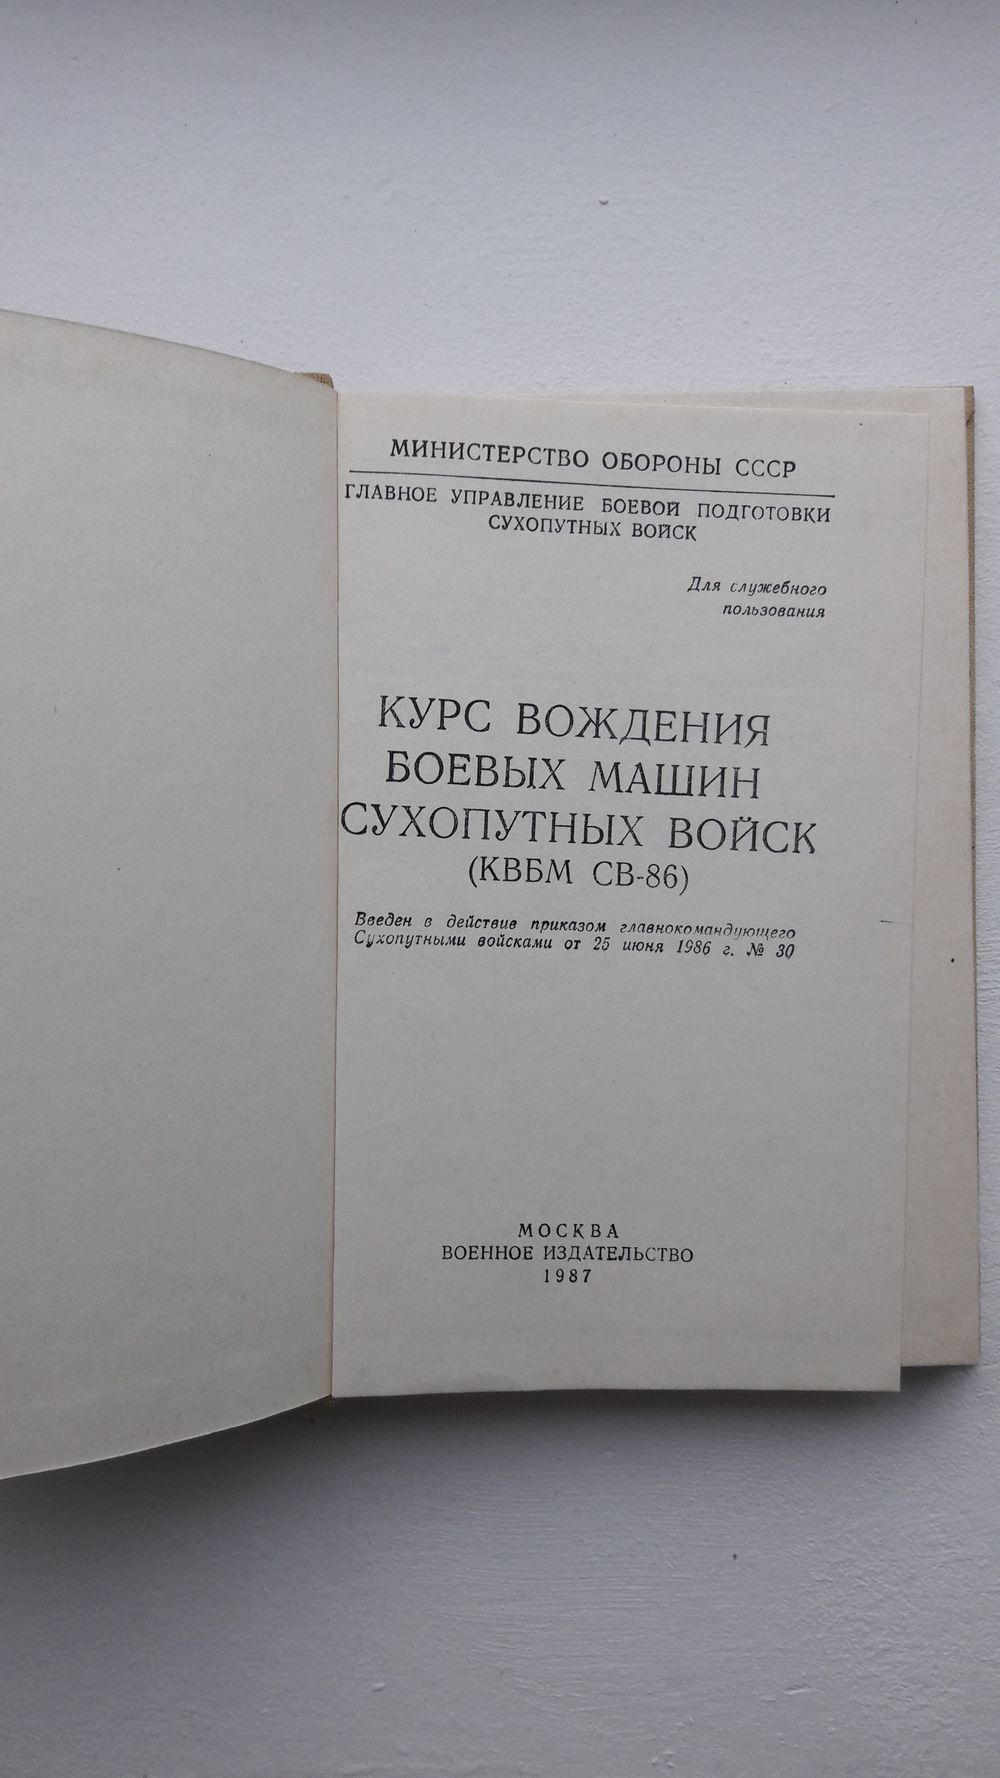 МИНИСТЕРСТВО ОБОРОНЫ СССР
ГЛАВНОЕ УПРАВЛЕНИЕ БОЕВОЙ ПОДГОТОВКИ
СУХОПУТНЫХ ВОЙСК
Для служебного
пользования
КУРС ВОЖДЕНИЯ
БОЕВЫХ МАШИН
СУХОПУТНЫХ ВОЙСК
(КВБМ СВ-86)
Введен в действие приказом главнокомандующего
Сухопутными войсками от 25 июня 1986 г. № 30
МОСКВА
ВОЕННОЕ ИЗДАТЕЛЬСТВО
1987